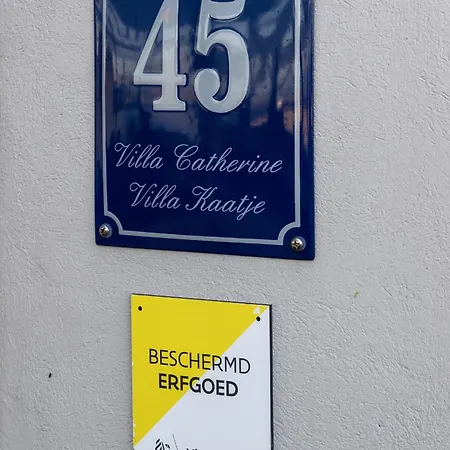 45
Villa Catherine
Villa Kaatje
BESCHERMD
ERFGOED